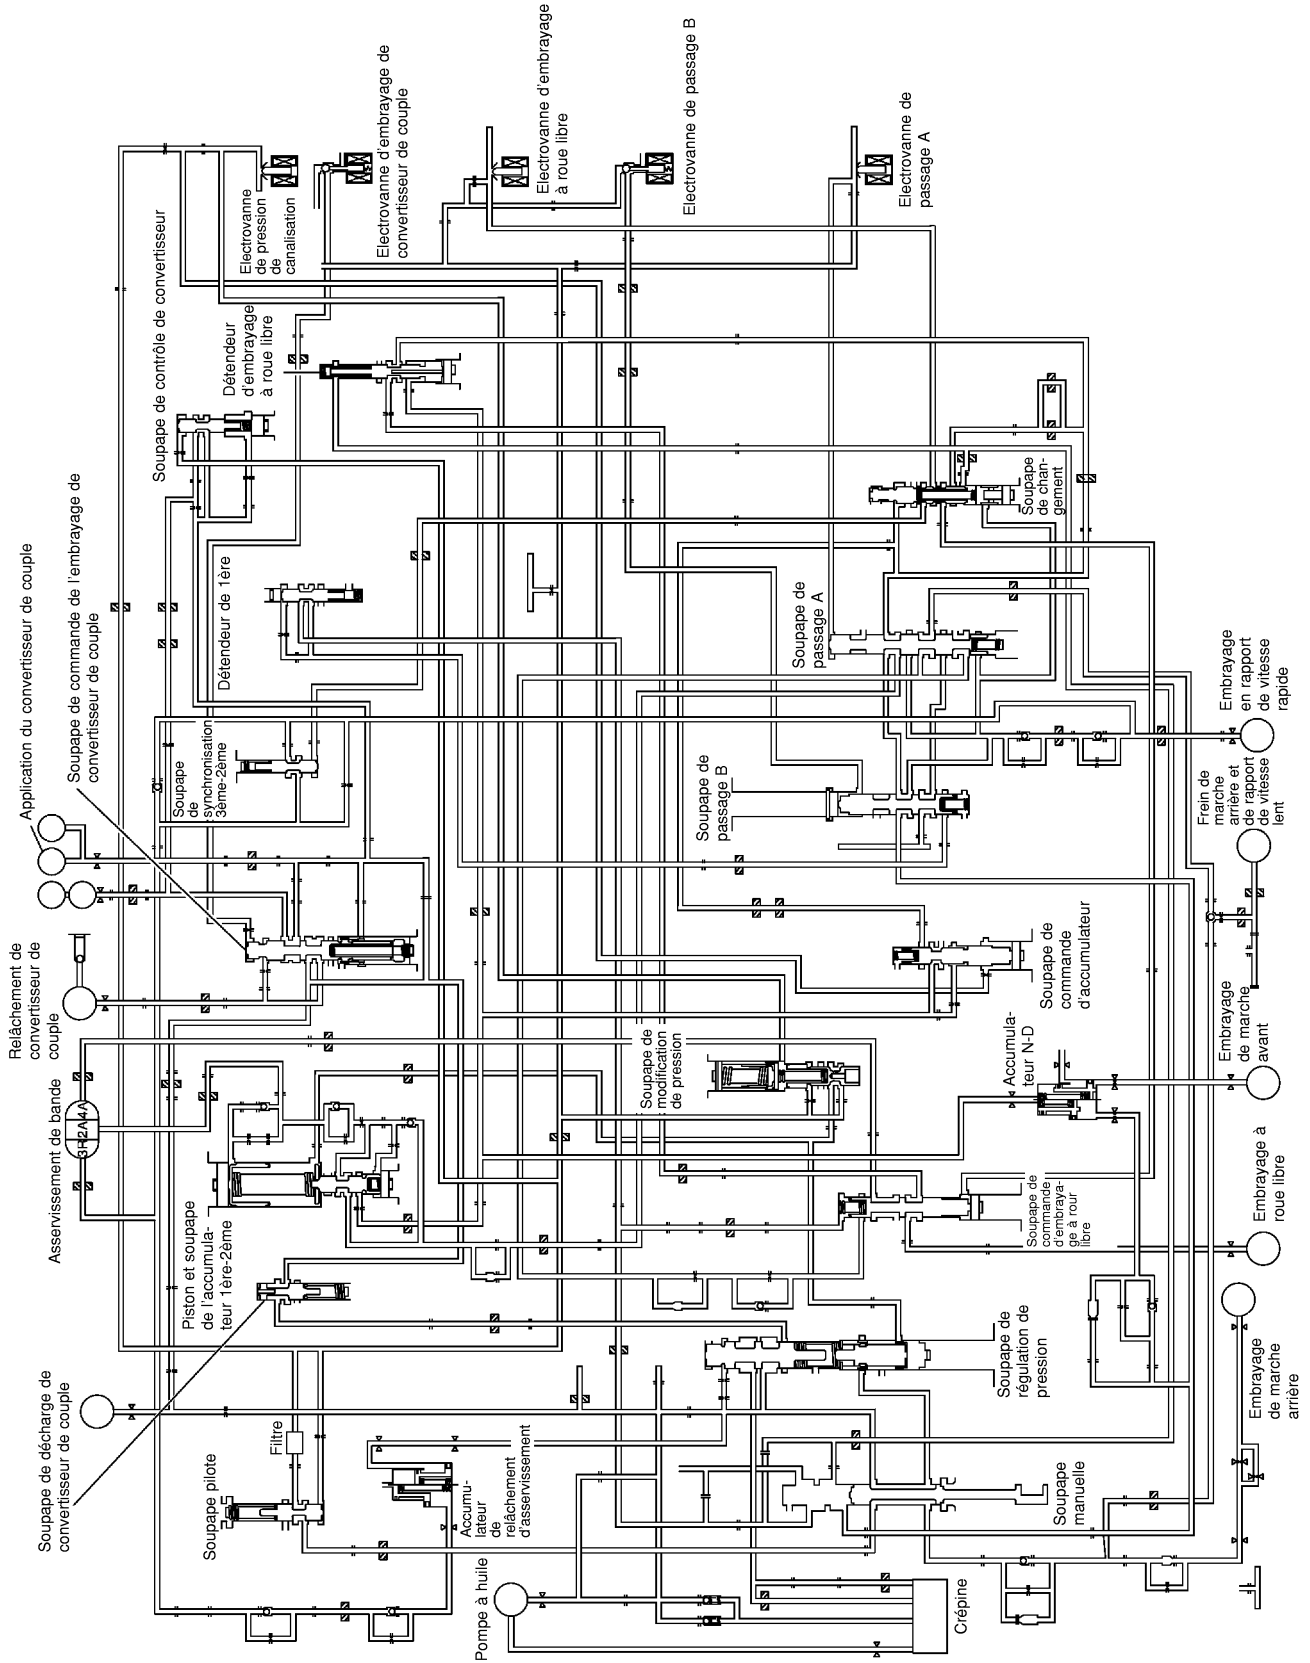 Electrovanne
de pression
de
canalisation
Electrovanne d'embrayage de
convertisseur de couple
Electrovanne d'embrayage
à roue libre
Electrovanne de passage B
Electrovanne de
passage A
Soupape de contrôle de convertisseur
Détendeur
d'embrayage
à roue libre
Soupape
de chan-
gement
Application du convertisseur de couple
Soupape de commande de l'embrayage de
convertisseur de couple
Détendeur de 1ère
Soupape de
passage A
Soupape
de
synchronisation
3ème-2ème
Soupape de
passage B
Embrayage
en rapport
de vitesse
rapide
Frein de
marche
arrière et
de rapport
de vitesse
lent
Relâchement de
convertisseur de
couple
Soupape de
commande
d'accumulateur
Asservissement de bande
3R2A4A
Soupape de
modification
de pression
Accumula-
teur N-D
Embrayage
de marche
avant
Piston et soupape
de l'accumula-
teur 1ère-2ème
Soupape de
commande
d'embraya-
ge à rour
libre
Embrayage à
roue libre
Soupape de décharge de
convertisseur de couple
Soupape de
régulation de
pression
Embrayage
de marche
arrière
Filtre
Soupape pilote
Accumu-
lateur
de
relâchement
d'asservissement
Soupape
manuelle
Pompe à huile
Crépine